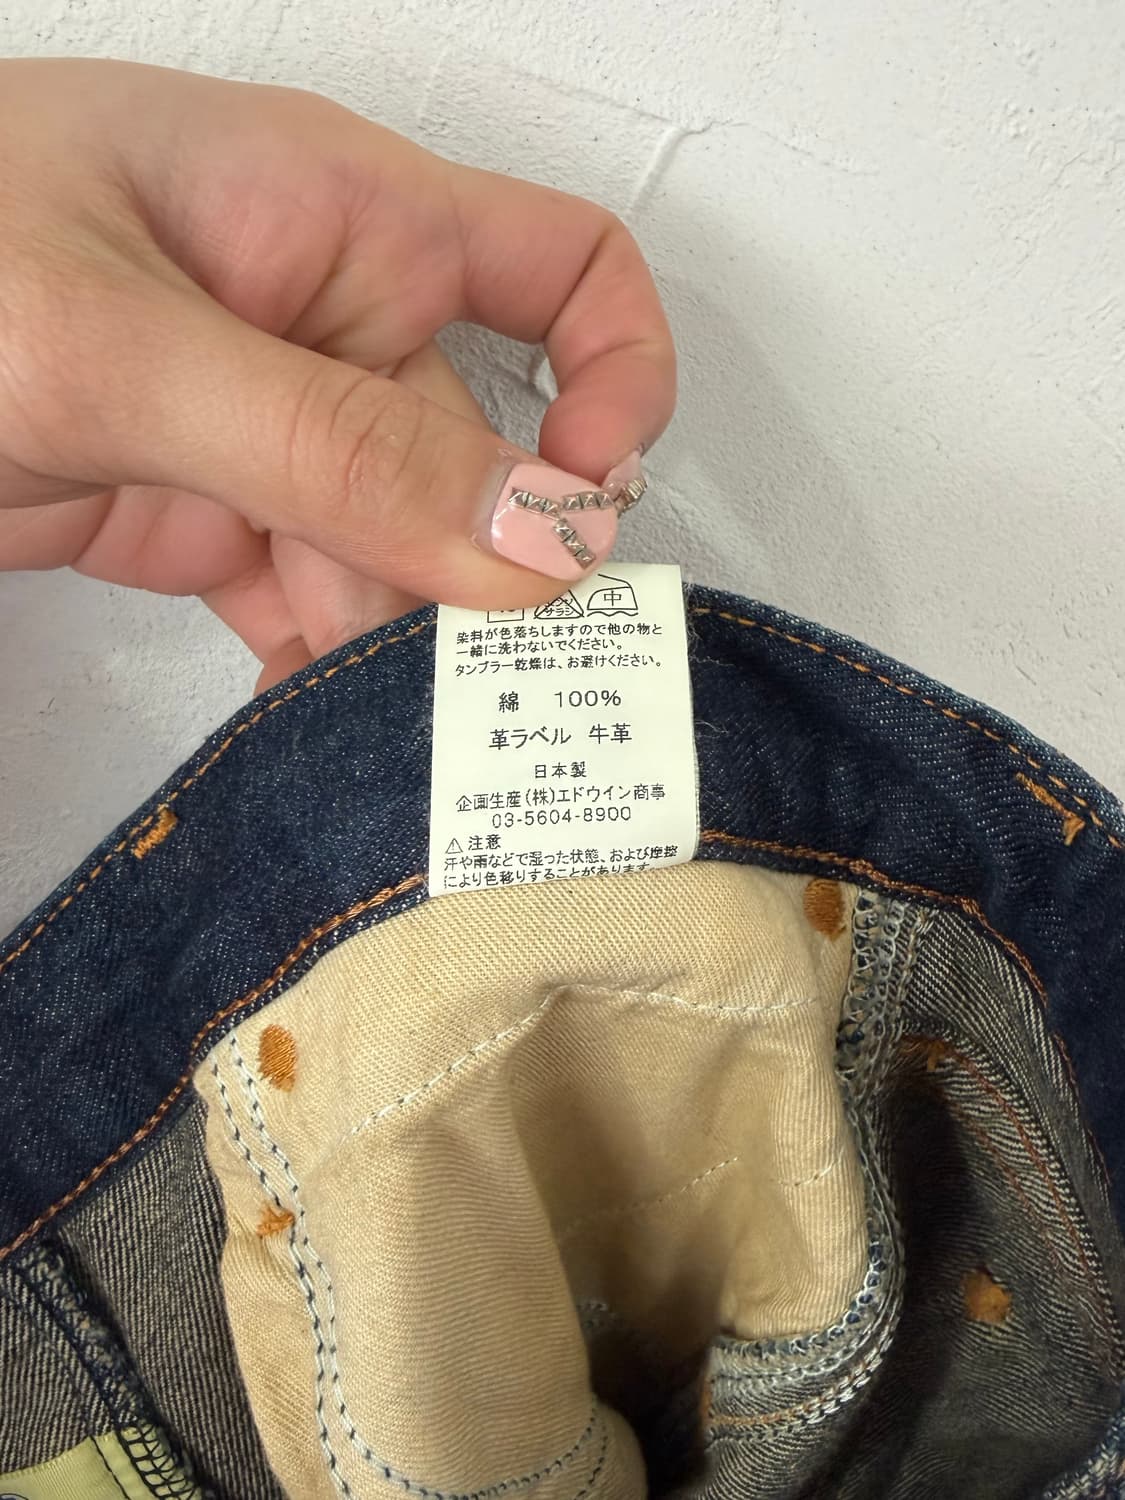 中
染料が色落ちしますので他の物と
一緒に洗わないでください。
タンブラー乾燥は、お避けください。
綿 100%
革ラベル 牛革
日本製
企画生産(株)エドウイン商事
03-5604-8900
⚠注意
汗や雨などで湿った状態、および摩擦
により色移りすることがあります